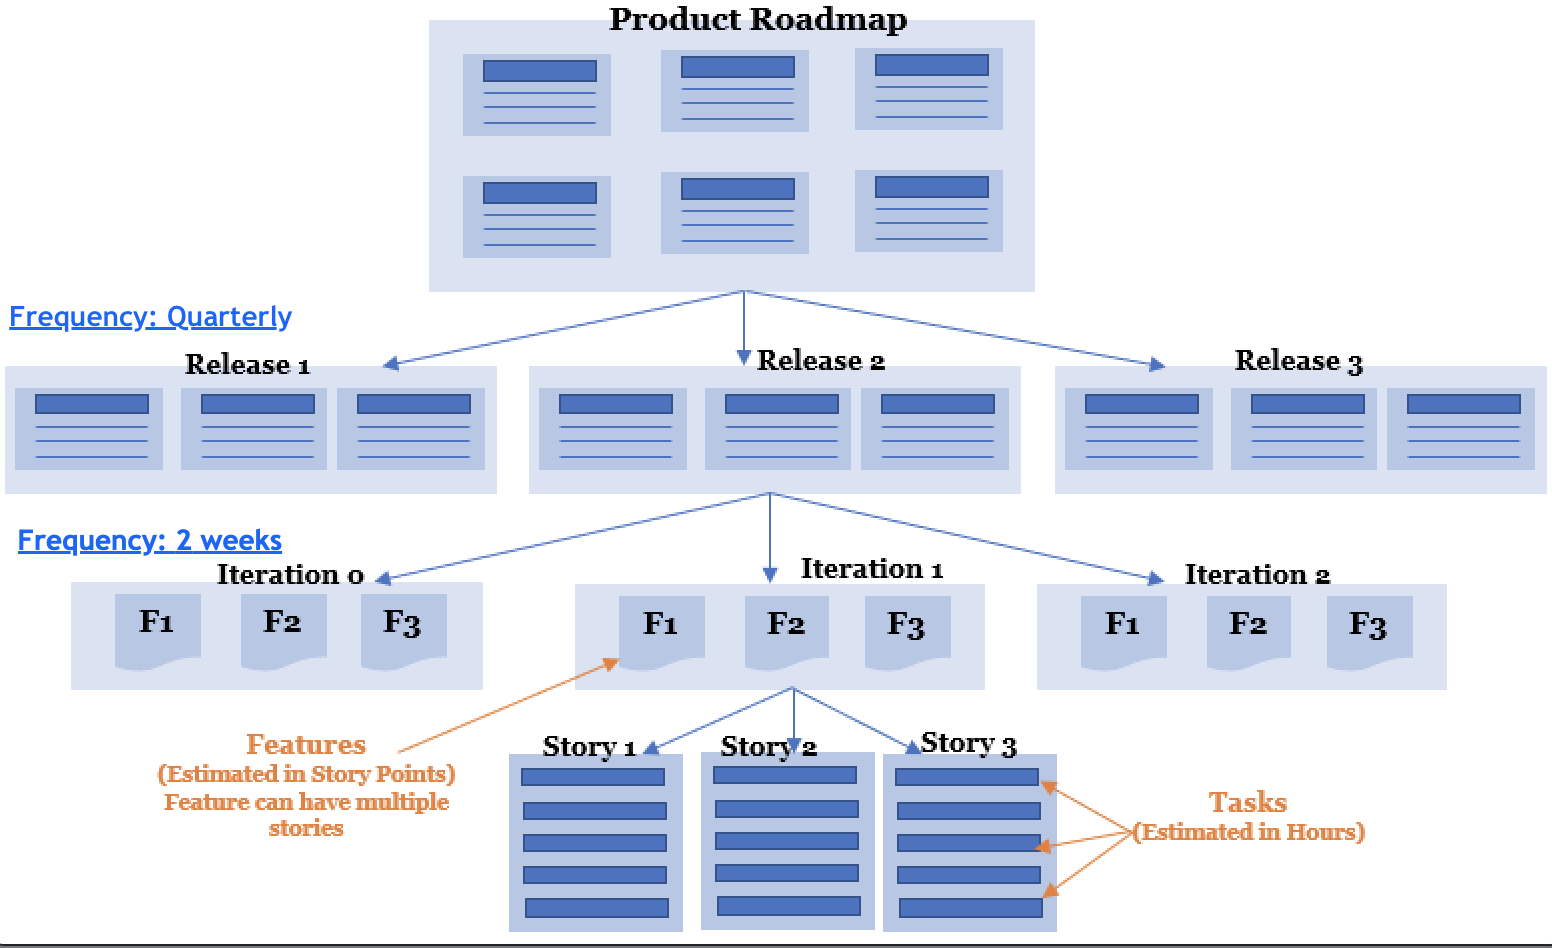 Product Roadmap
Frequency: Quarterly
Release 1
Release 2
Release 3
Frequency: 2 weeks
Iteration 0
Iteration 1
Iteration 2
F1
F2
F3
F1
F2
F3
F1
F2
F3
Features
(Estimated in Story Points)
Feature can have multiple
stories
Story 1
Story 2
Story 3
Tasks
(Estimated in Hours)